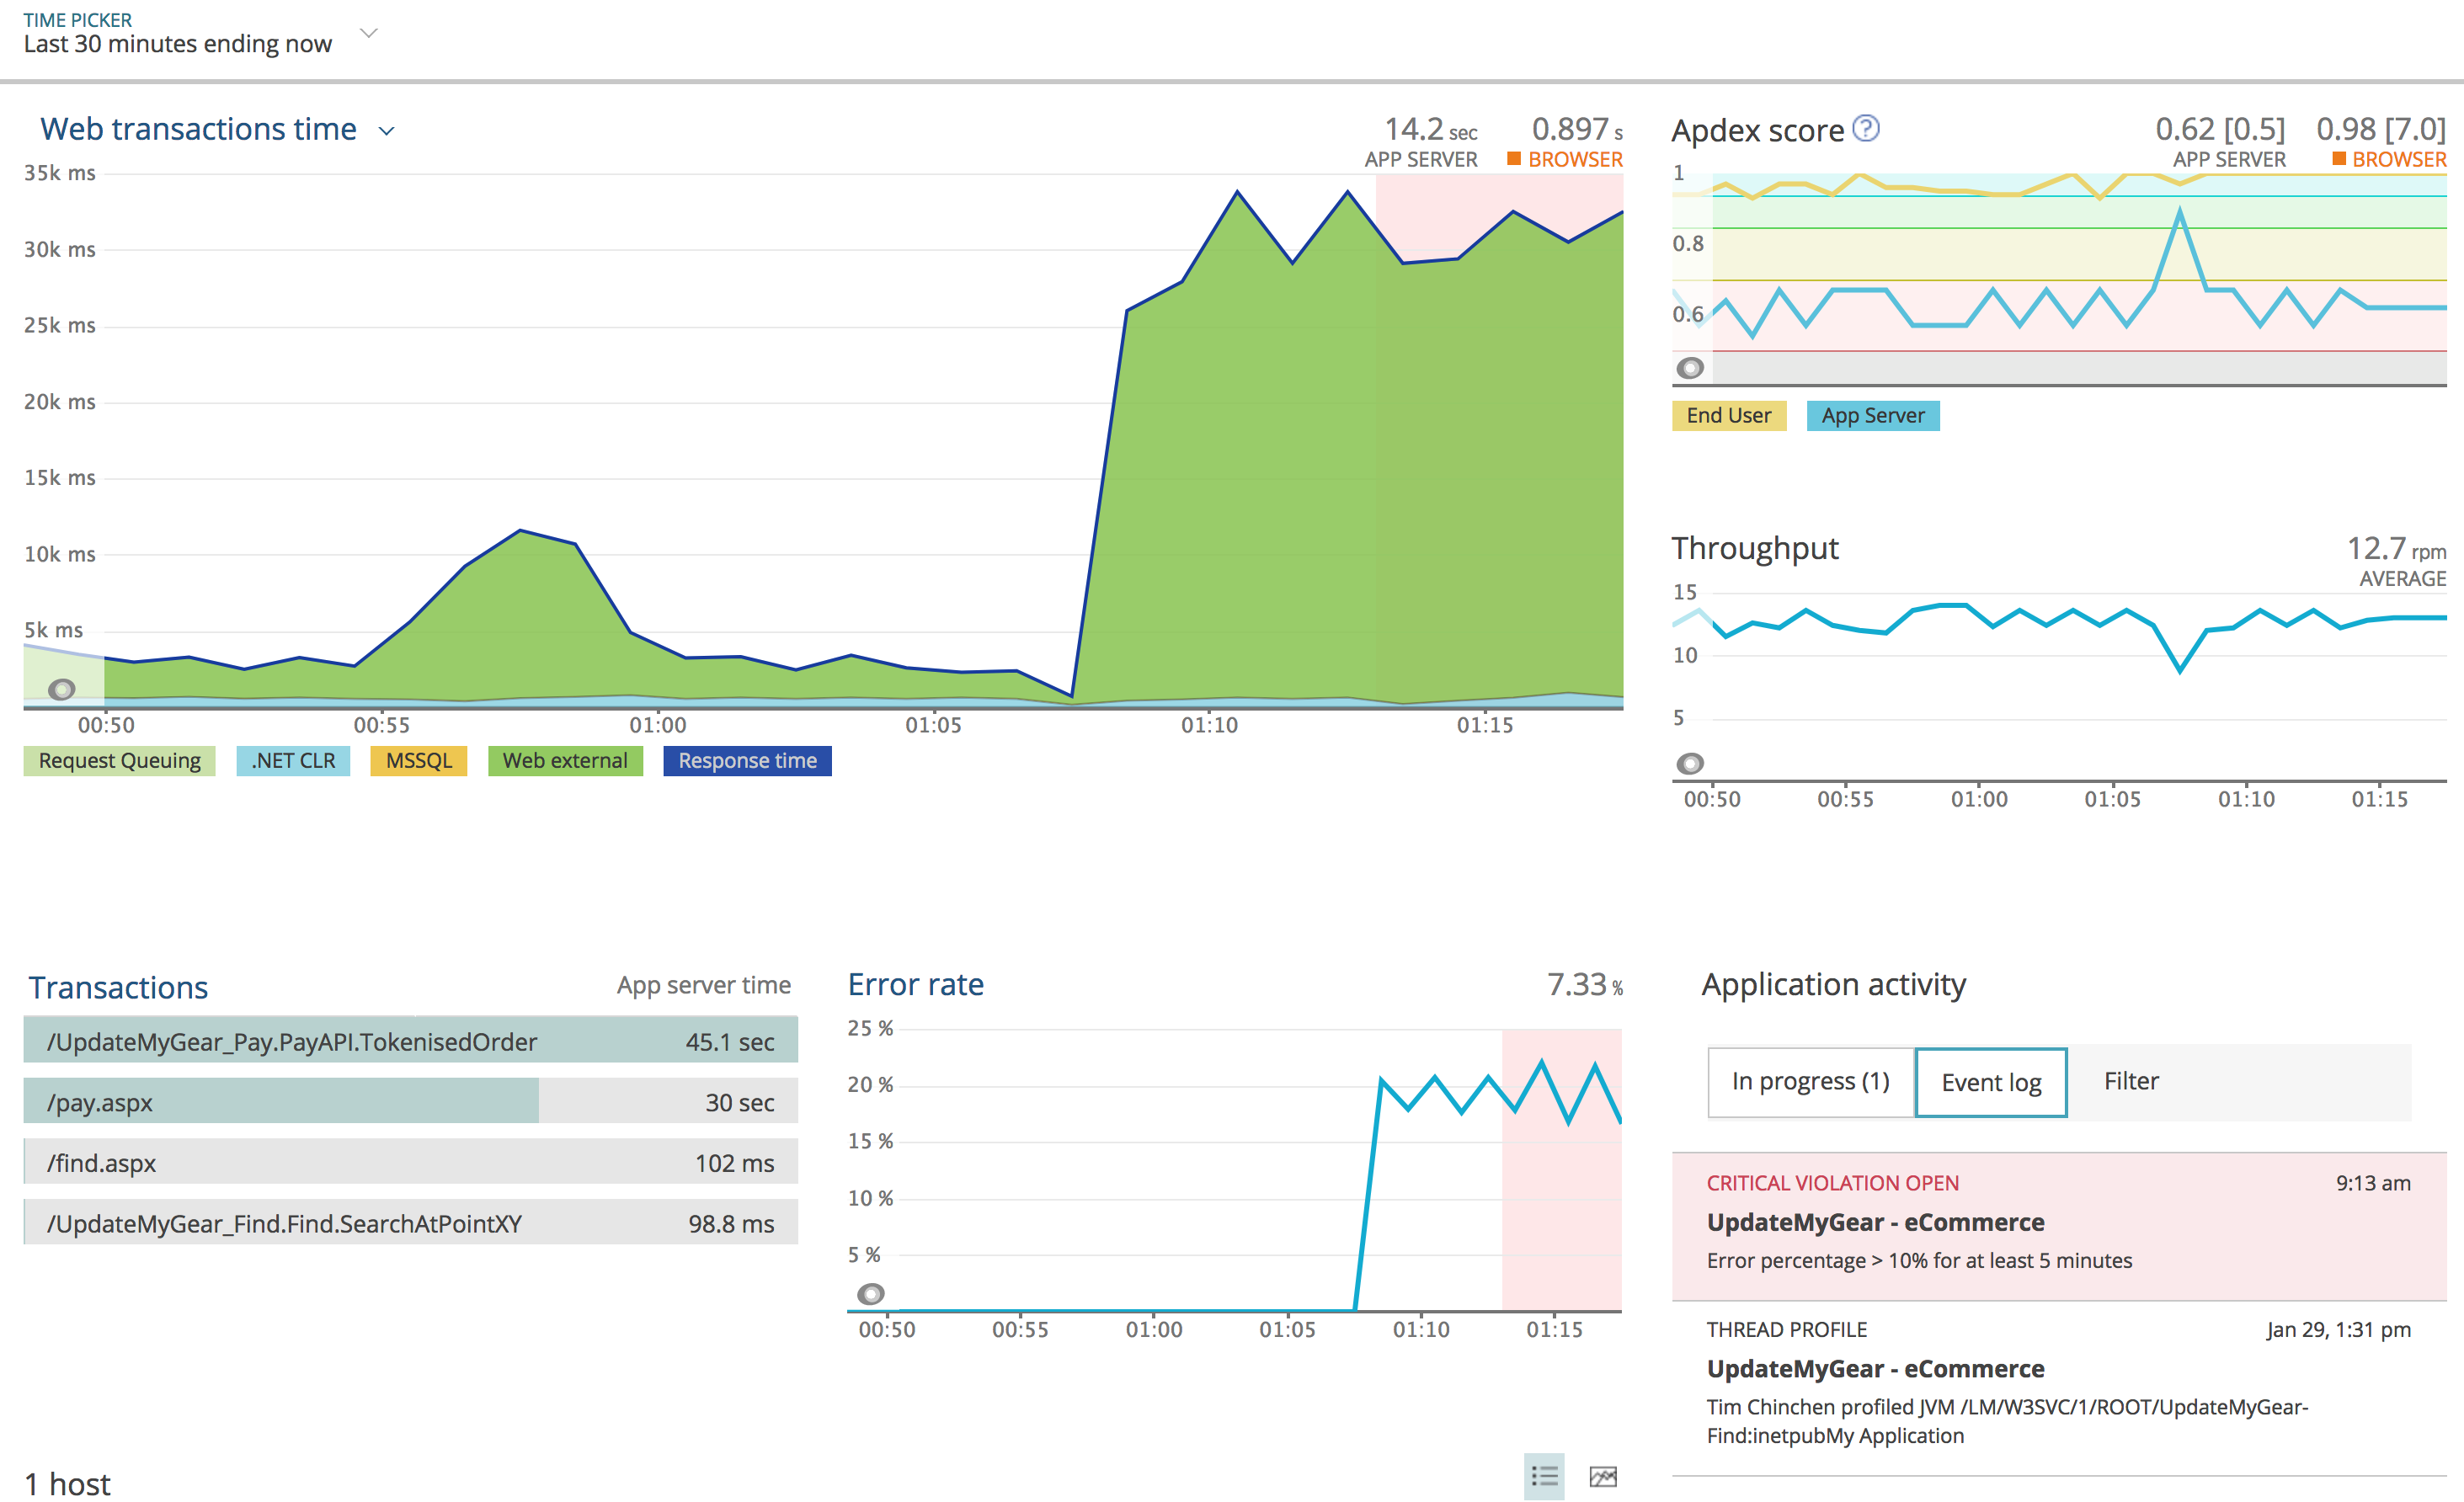 TIME PICKER
Last 30 minutes ending now
Web transactions time
14.2 sec
APP SERVER
0.897 s
BROWSER
35k ms
30k ms
25k ms
20k ms
15k ms
10k ms
5k ms
00:50 00:55 01:00 01:05 01:10 01:15
Request Queuing .NET CLR MSSQL Web external Response time
Apdex score ?
0.62 [0.5]
APP SERVER
0.98 [7.0]
BROWSER
1
0.8
0.6
End User App Server
Throughput
12.7 rpm
AVERAGE
15
10
5
00:50 00:55 01:00 01:05 01:10 01:15
Transactions App server time
/UpdateMyGear_Pay.PayAPI.TokenisedOrder 45.1 sec
/pay.aspx 30 sec
/find.aspx 102 ms
/UpdateMyGear_Find.Find.SearchAtPointXY 98.8 ms
Error rate 7.33 %
25 %
20 %
15 %
10 %
5 %
00:50 00:55 01:00 01:05 01:10 01:15
Application activity
In progress (1) Event log Filter
CRITICAL VIOLATION OPEN 9:13 am
UpdateMyGear - eCommerce
Error percentage > 10% for at least 5 minutes
THREAD PROFILE Jan 29, 1:31 pm
UpdateMyGear - eCommerce
Tim Chinchen profiled JVM /LM/W3SVC/1/ROOT/UpdateMyGear-
Find:inetpubMy Application
1 host